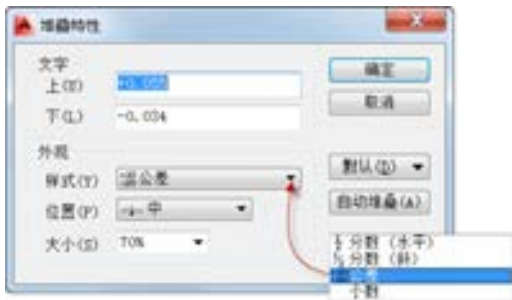 堆叠特性
文字
上(U)
确定
取消
下(L) -0.034
外观
样式(Y) 公差
默认(D)
位置(P) 中
自动堆叠(A)
大小(S) 70%
分数 (水平)
分数 (斜)
公差
小数